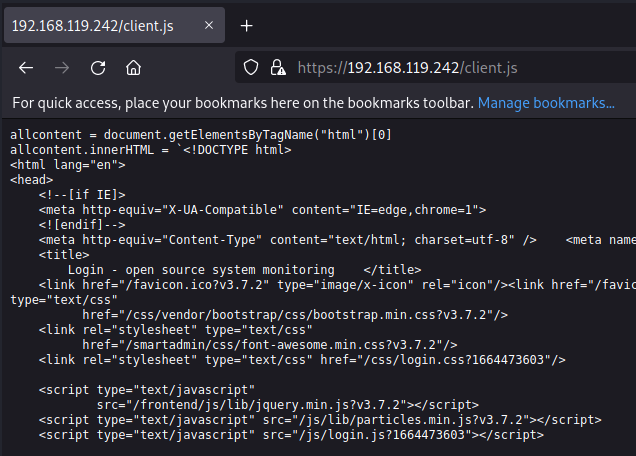 192.168.119.242/client.js
https://192.168.119.242/client.js
For quick access, place your bookmarks here on the bookmarks toolbar. Manage bookmarks...
allcontent = document.getElementsByTagName("html")[0]
allcontent.innerHTML = `<!DOCTYPE html>
<html lang="en">
<head>
    <!--[if IE]>
    <meta http-equiv="X-UA-Compatible" content="IE=edge,chrome=1">
    <![endif]-->
    <meta http-equiv="Content-Type" content="text/html; charset=utf-8" />    <meta name
    <title>
        Login - open source system monitoring    </title>
    <link href="/favicon.ico?v3.7.2" type="image/x-icon" rel="icon"/><link href="/favic
type="text/css"
          href="/css/vendor/bootstrap/css/bootstrap.min.css?v3.7.2"/>
    <link rel="stylesheet" type="text/css"
          href="/smartadmin/css/font-awesome.min.css?v3.7.2"/>
    <link rel="stylesheet" type="text/css" href="/css/login.css?1664473603"/>
    <script type="text/javascript"
            src="/frontend/js/lib/jquery.min.js?v3.7.2"></script>
    <script type="text/javascript" src="/js/lib/particles.min.js?v3.7.2"></script>
    <script type="text/javascript" src="/js/login.js?1664473603"></script>